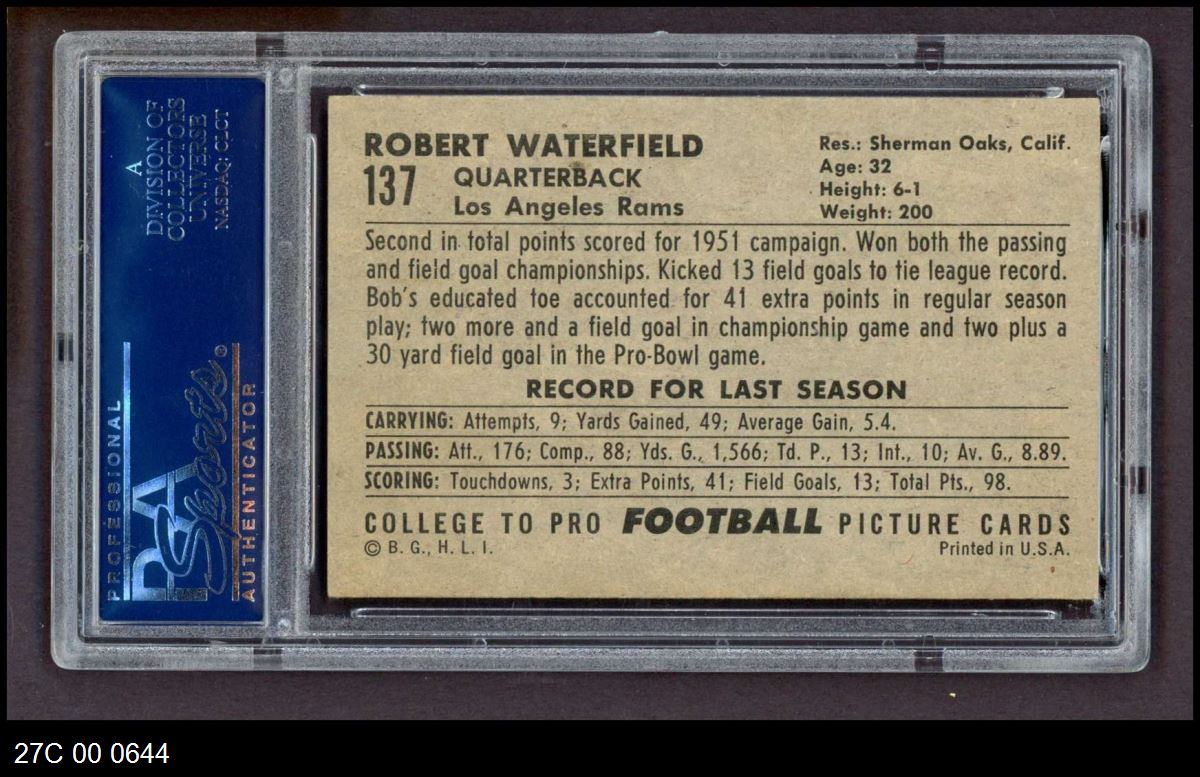 A
DIVISION OF
COLLECTORS
UNIVERSE
NASDAQ: CLCT
PROFESSIONAL
PSA
Sports®
AUTHENTICATOR
ROBERT WATERFIELD
137
QUARTERBACK
Los Angeles Rams
Res.: Sherman Oaks, Calif.
Age: 32
Height: 6-1
Weight: 200
Second in total points scored for 1951 campaign. Won both the passing
and field goal championships. Kicked 13 field goals to tie league record.
Bob's educated toe accounted for 41 extra points in regular season
play; two more and a field goal in championship game and two plus a
30 yard field goal in the Pro-Bowl game.
RECORD FOR LAST SEASON
CARRYING: Attempts, 9; Yards Gained, 49; Average Gain, 5.4.
PASSING: Att., 176; Comp., 88; Yds. G., 1,566; Td. P., 13; Int., 10; Av. G., 8.89.
SCORING: Touchdowns, 3; Extra Points, 41; Field Goals, 13; Total Pts., 98.
COLLEGE TO PRO FOOTBALL PICTURE CARDS
© B. G., H. L. I.
Printed in U.S.A.
27C 00 0644